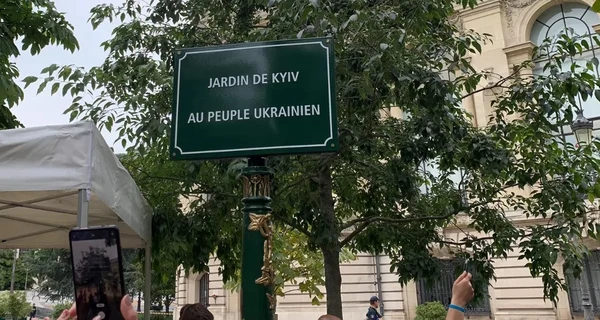 JARDIN DE KYIV
AU PEUPLE UKRAINIEN